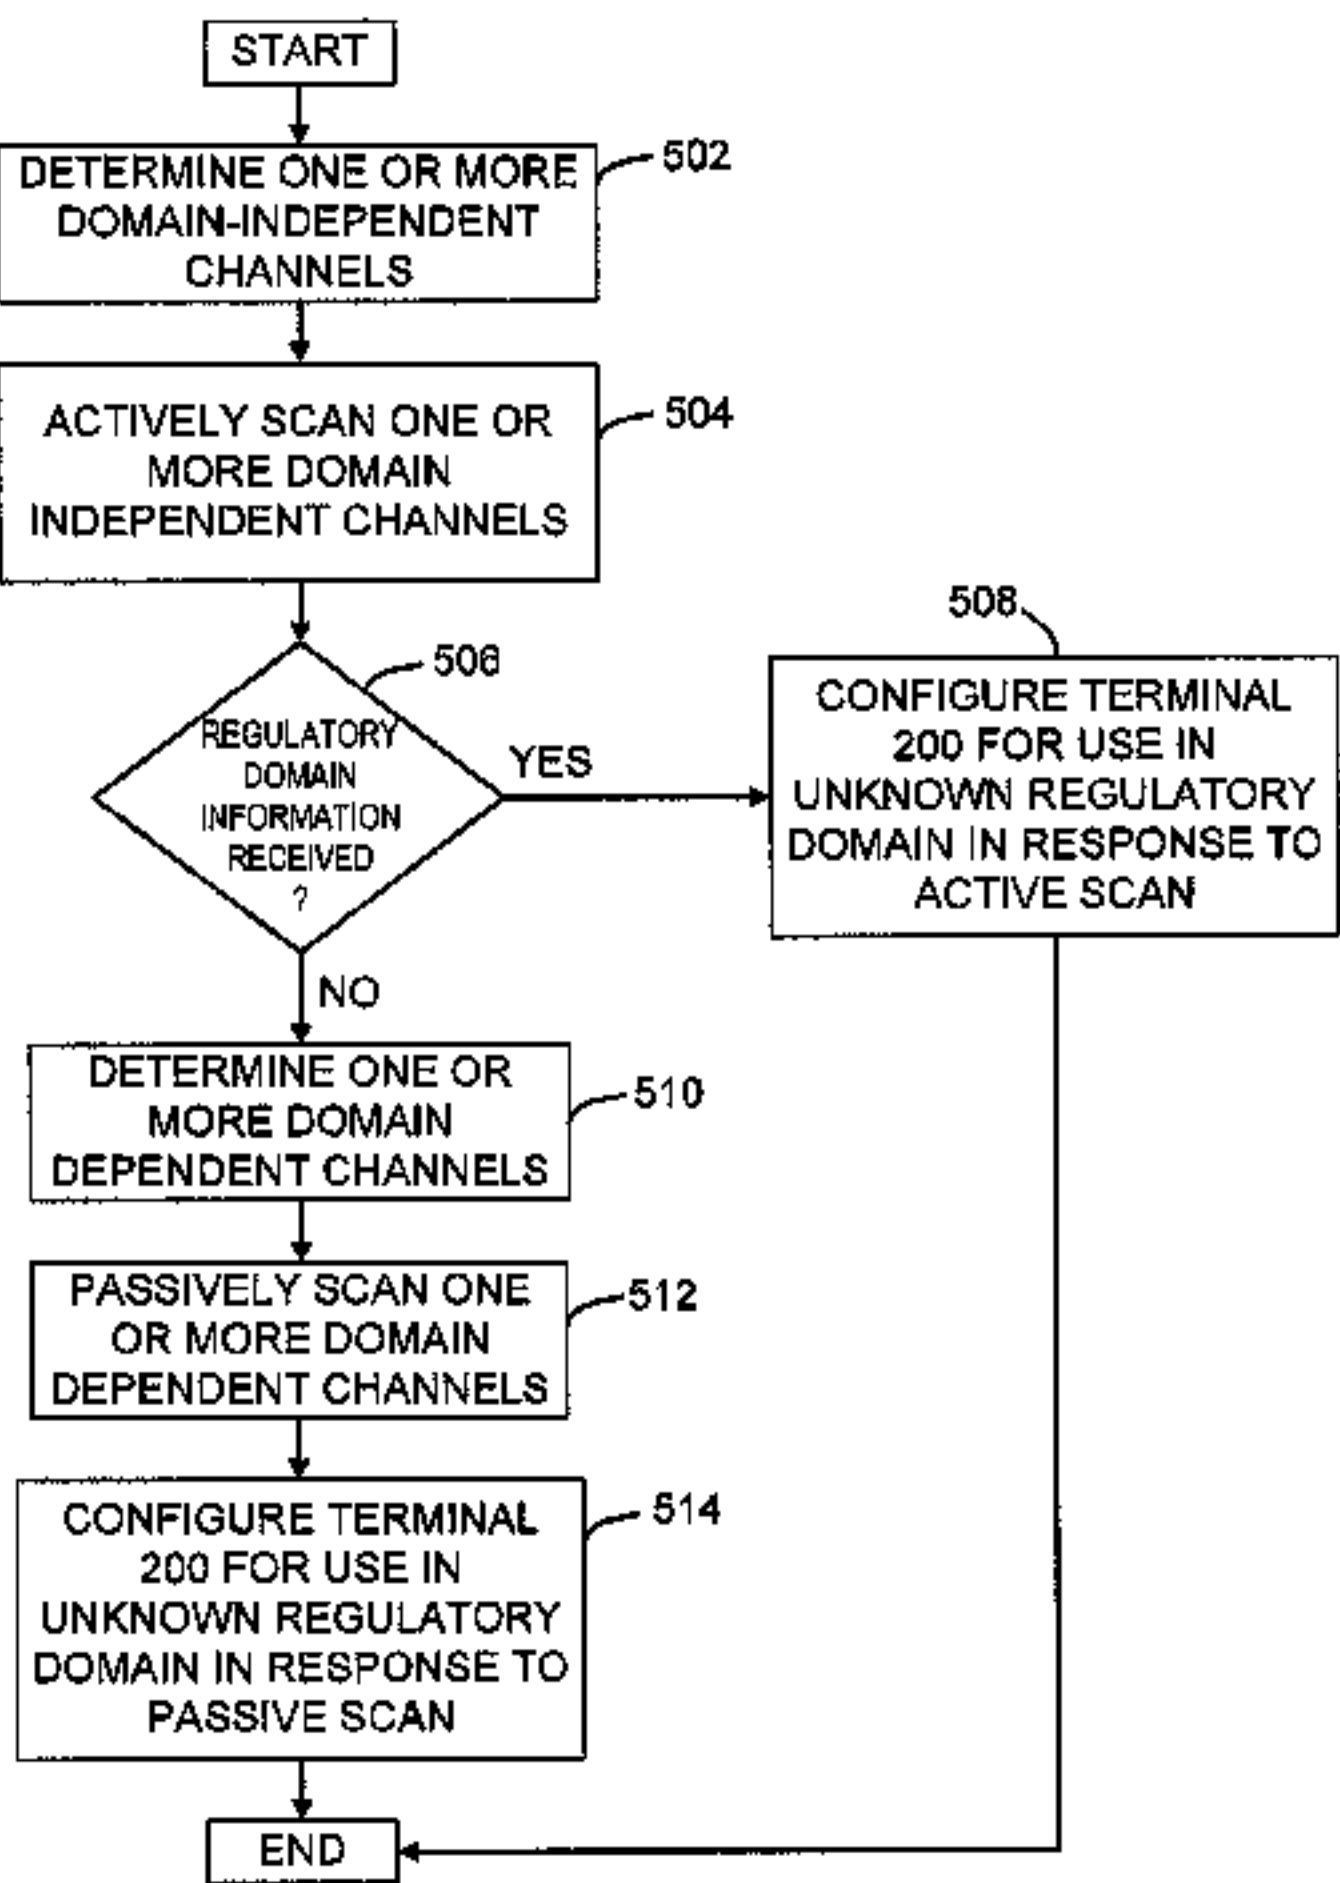 START
DETERMINE ONE OR MORE
DOMAIN-INDEPENDENT
CHANNELS
502
ACTIVELY SCAN ONE OR
MORE DOMAIN
INDEPENDENT CHANNELS
504
506
REGULATORY
DOMAIN
INFORMATION
RECEIVED
?
YES
508
CONFIGURE TERMINAL
200 FOR USE IN
UNKNOWN REGULATORY
DOMAIN IN RESPONSE TO
ACTIVE SCAN
NO
DETERMINE ONE OR
MORE DOMAIN
DEPENDENT CHANNELS
510
PASSIVELY SCAN ONE
OR MORE DOMAIN
DEPENDENT CHANNELS
512
CONFIGURE TERMINAL
200 FOR USE IN
UNKNOWN REGULATORY
DOMAIN IN RESPONSE TO
PASSIVE SCAN
514
END